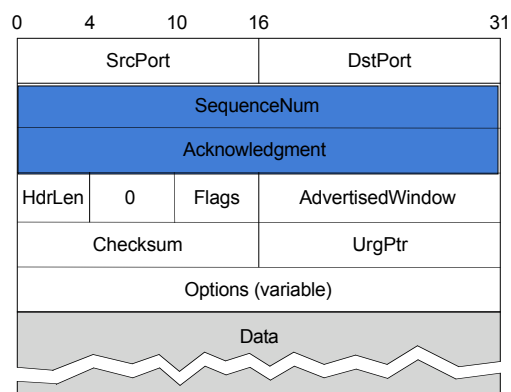 0 4 10 16 31
SrcPort DstPort
SequenceNum
Acknowledgment
HdrLen 0 Flags AdvertisedWindow
Checksum UrgPtr
Options (variable)
Data